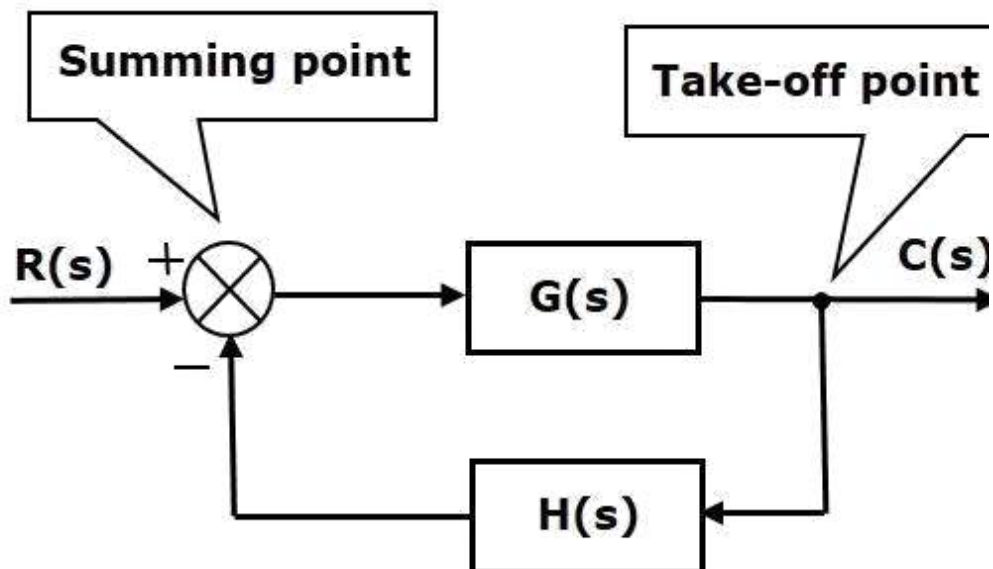 Summing point
Take-off point
R(s)
+
C(s)
G(s)
−
H(s)